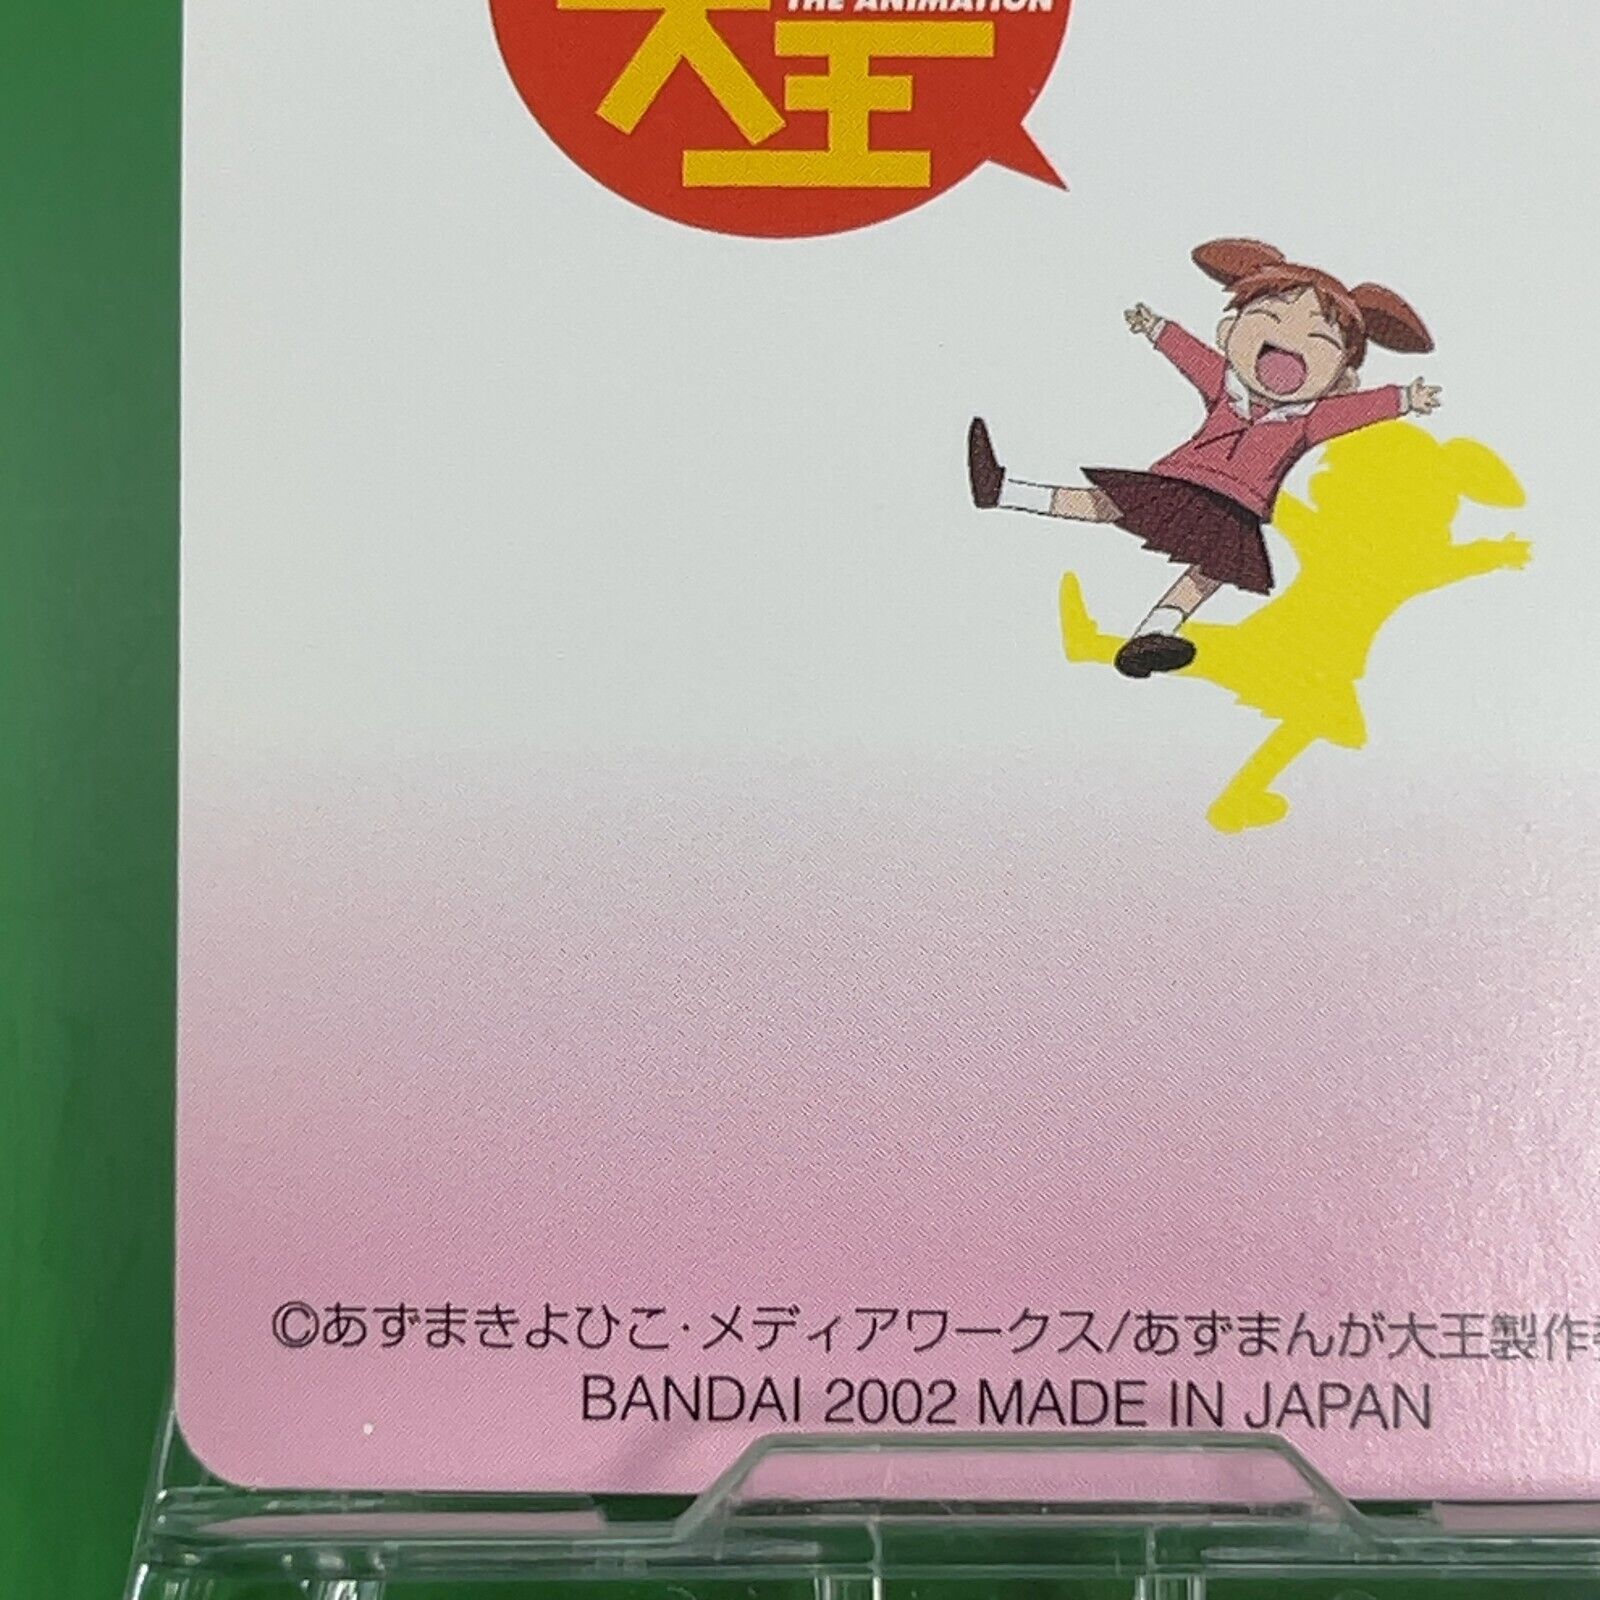 THE ANIMATION
大王
©あずまきよひこ・メディアワークス/あずまんが大王製作
BANDAI 2002 MADE IN JAPAN